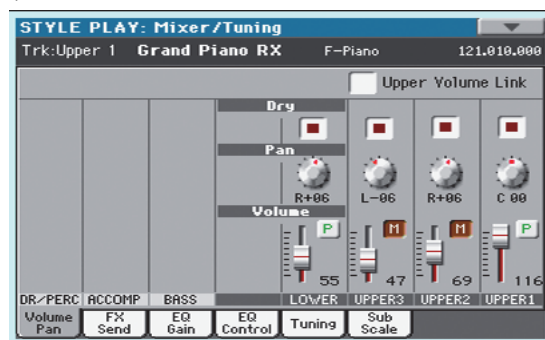 STYLE PLAY: Mixer/Tuning
Trk:Upper 1 Grand Piano RX F-Piano 121.010.000
Upper Volume Link
Dry
Pan
R+06 L-06 R+06 C 00
Volume
P M M P
55 47 69 116
DR/PERC ACCOMP BASS LOWER UPPER3 UPPER2 UPPER1
Volume Pan FX Send EQ Gain EQ Control Tuning Sub Scale